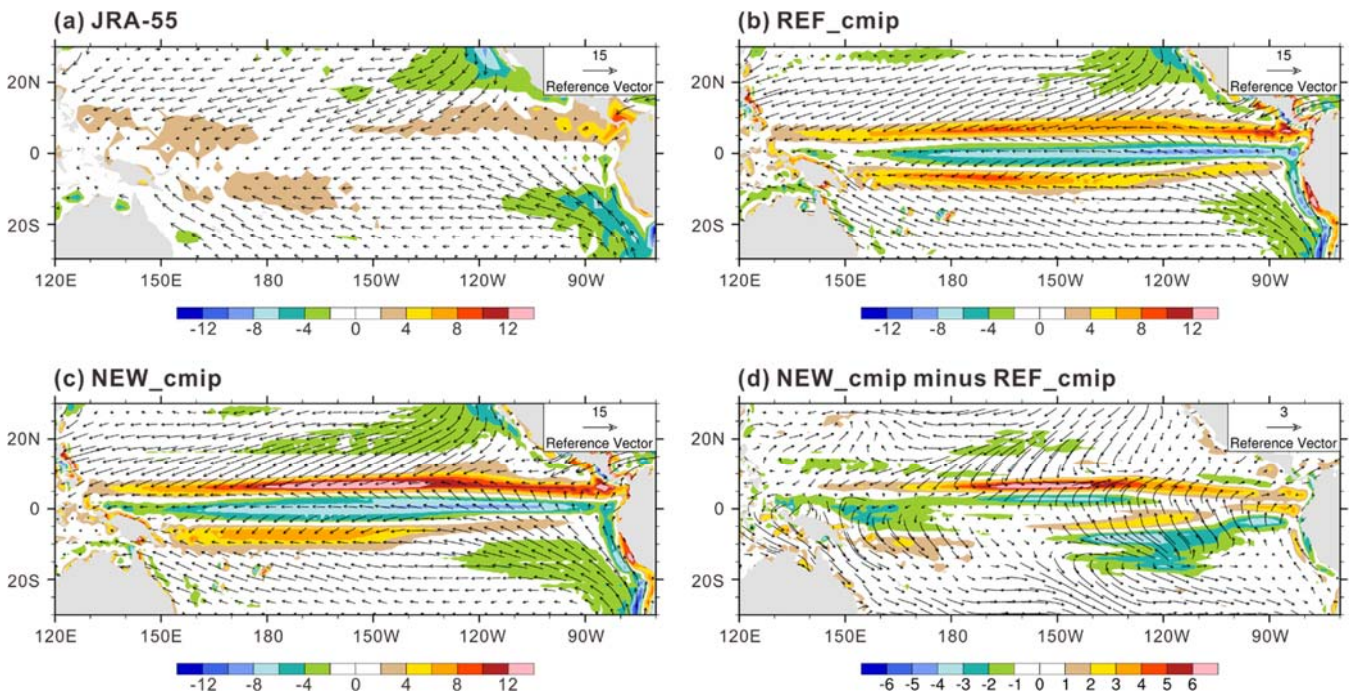 (a) JRA-55
15
Reference Vector
20N
0
20S
120E 150E 180 150W 120W 90W
-12 -8 -4 0 4 8 12
(b) REF_cmip
15
Reference Vector
20N
0
20S
120E 150E 180 150W 120W 90W
-12 -8 -4 0 4 8 12
(c) NEW_cmip
15
Reference Vector
20N
0
20S
120E 150E 180 150W 120W 90W
-12 -8 -4 0 4 8 12
(d) NEW_cmip minus REF_cmip
3
Reference Vector
20N
0
20S
120E 150E 180 150W 120W 90W
-6 -5 -4 -3 -2 -1 0 1 2 3 4 5 6